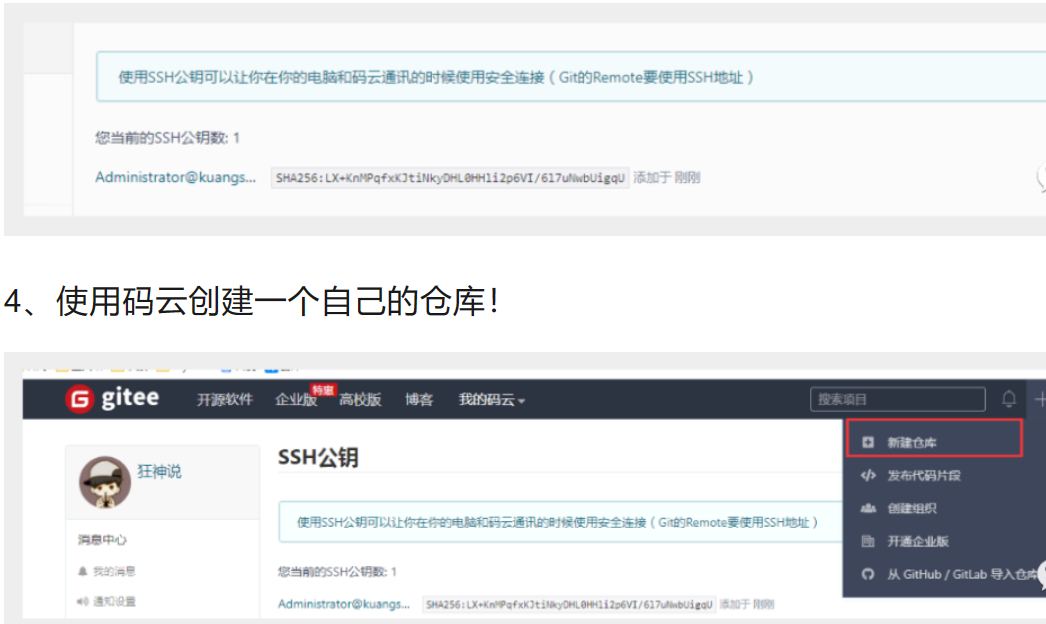 使用SSH公钥可以让你在你的电脑和码云通讯的时候使用安全连接（Git的Remote要使用SSH地址）
您当前的SSH公钥数: 1
Administrator@kuangs... SHA256:LX+KnMPqfxKJtiNkyDHL0HHli2p6VI/6l7uNwbUigqU 添加于 刚刚
4、使用码云创建一个自己的仓库！
gitee 开源软件 企业版 特惠 高校版 博客 我的码云 搜索项目
新建仓库
狂神说 SSH公钥
发布代码片段
创建组织
使用SSH公钥可以让你在你的电脑和码云通讯的时候使用安全连接（Git的Remote要使用SSH地址）
消息中心 开通企业版
我的消息 您当前的SSH公钥数: 1 从 GitHub / GitLab 导入仓库
通知设置 Administrator@kuangs... SHA256:LX+KnMPqfxKJtiNkyDHL0HHli2p6VI/6l7uNwbUigqU 添加于 刚刚